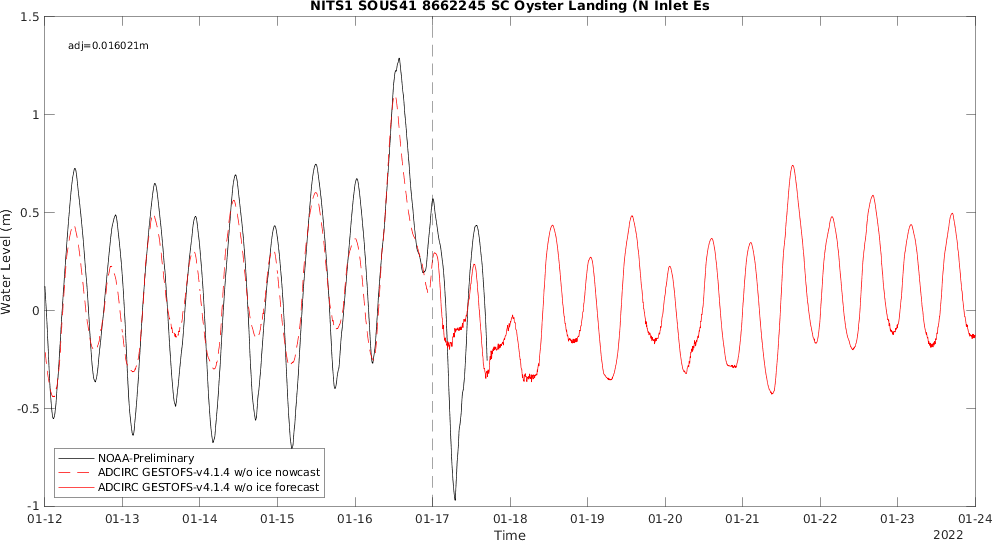 NITS1 SOUS41 8662245 SC Oyster Landing (N Inlet Es
adj=0.016021m
Water Level (m)
1.5
1
0.5
0
-0.5
-1
NOAA-Preliminary
ADCIRC GESTOFS-v4.1.4 w/o ice nowcast
ADCIRC GESTOFS-v4.1.4 w/o ice forecast
01-12 01-13 01-14 01-15 01-16 01-17 01-18 01-19 01-20 01-21 01-22 01-23 01-24
Time
2022